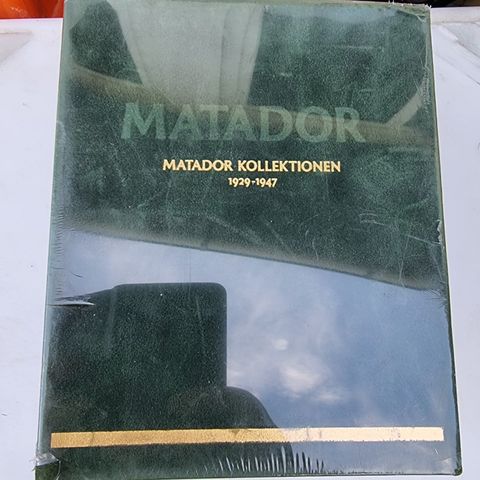 MATADOR
MATADOR KOLLEKTIONEN
1929-1947